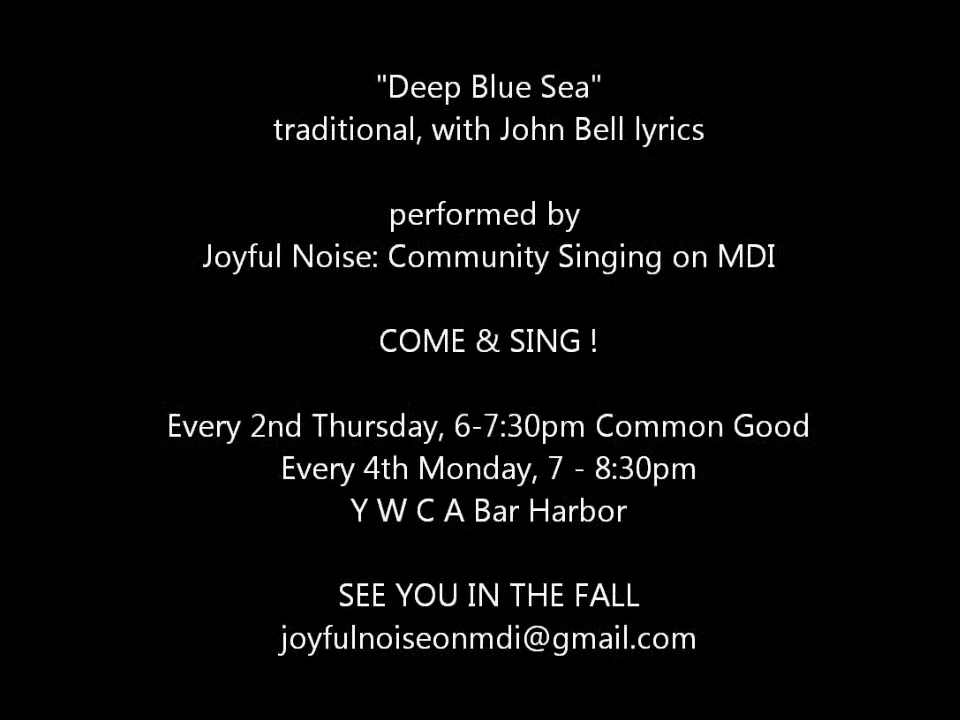 "Deep Blue Sea"
traditional, with John Bell lyrics
performed by
Joyful Noise: Community Singing on MDI
COME & SING !
Every 2nd Thursday, 6-7:30pm Common Good
Every 4th Monday, 7 - 8:30pm
Y W C A Bar Harbor
SEE YOU IN THE FALL
joyfulnoiseonmdi@gmail.com